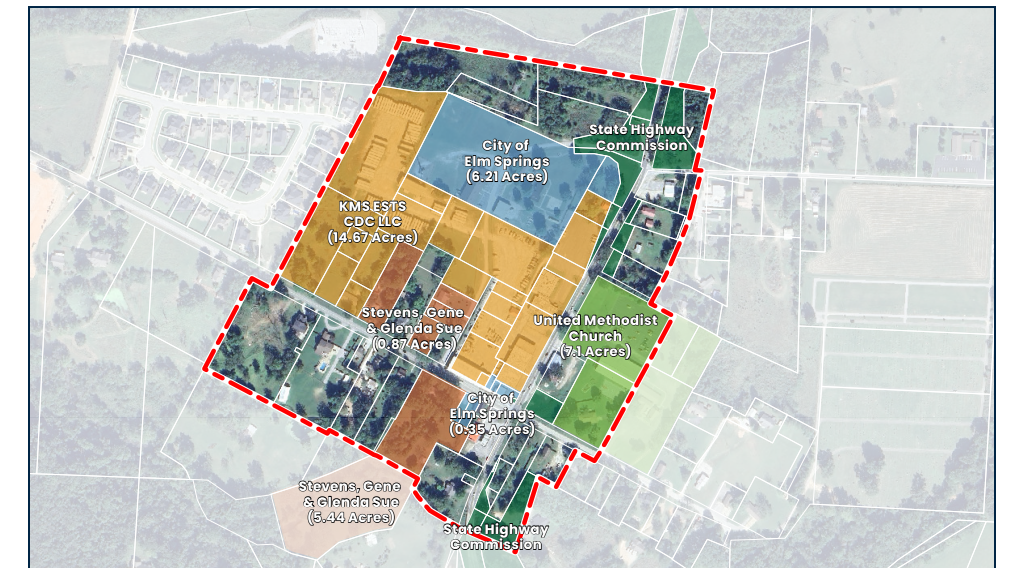 State Highway
Commission
City of
Elm Springs
(6.21 Acres)
KMS ESTS
CDC LLC
(14.67 Acres)
Stevens, Gene
& Glenda Sue
(0.87 Acres)
United Methodist
Church
(7.1 Acres)
City of
Elm Springs
(0.35 Acres)
Stevens, Gene
& Glenda Sue
(5.44 Acres)
State Highway
Commission